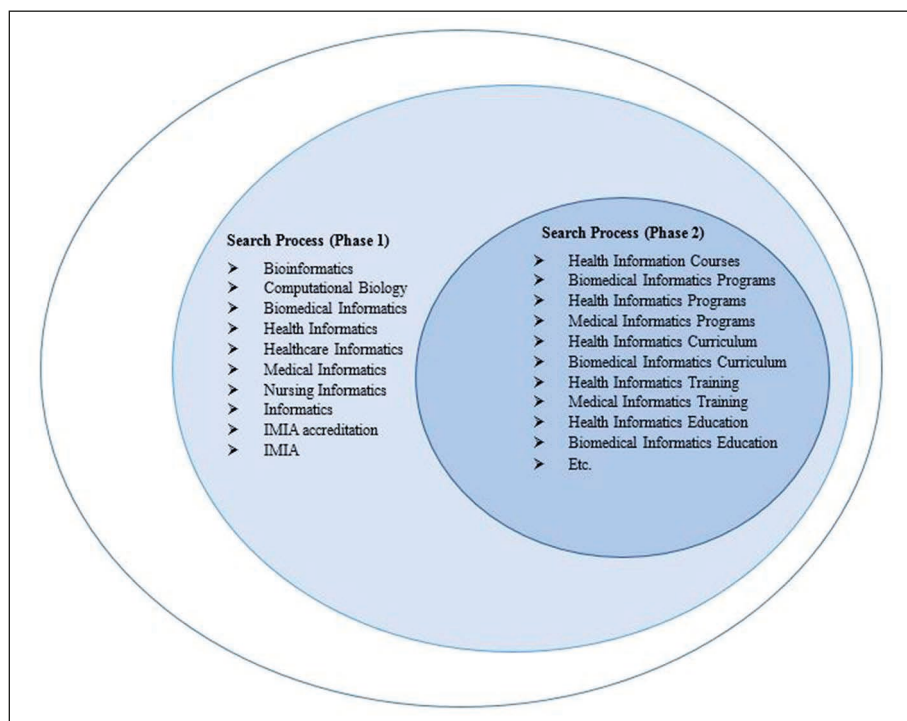 Search Process (Phase 1)
➤ Bioinformatics
➤ Computational Biology
➤ Biomedical Informatics
➤ Health Informatics
➤ Healthcare Informatics
➤ Medical Informatics
➤ Nursing Informatics
➤ Informatics
➤ IMIA accreditation
➤ IMIA
Search Process (Phase 2)
➤ Health Information Courses
➤ Biomedical Informatics Programs
➤ Health Informatics Programs
➤ Medical Informatics Programs
➤ Health Informatics Curriculum
➤ Biomedical Informatics Curriculum
➤ Health Informatics Training
➤ Medical Informatics Training
➤ Health Informatics Education
➤ Biomedical Informatics Education
➤ Etc.